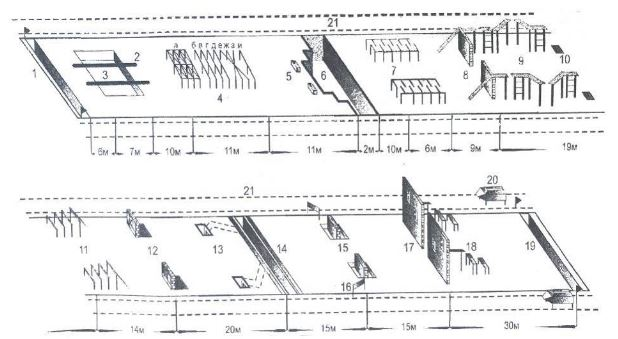 21
а б в г д е ж з и
1 2 3 4 5 6 7 8 9 10
6м 7м 10м 11м 11м 2м 10м 6м 9м 19м
21 20
11 12 13 14 15 16 17 18 19
14м 20м 15м 15м 30м